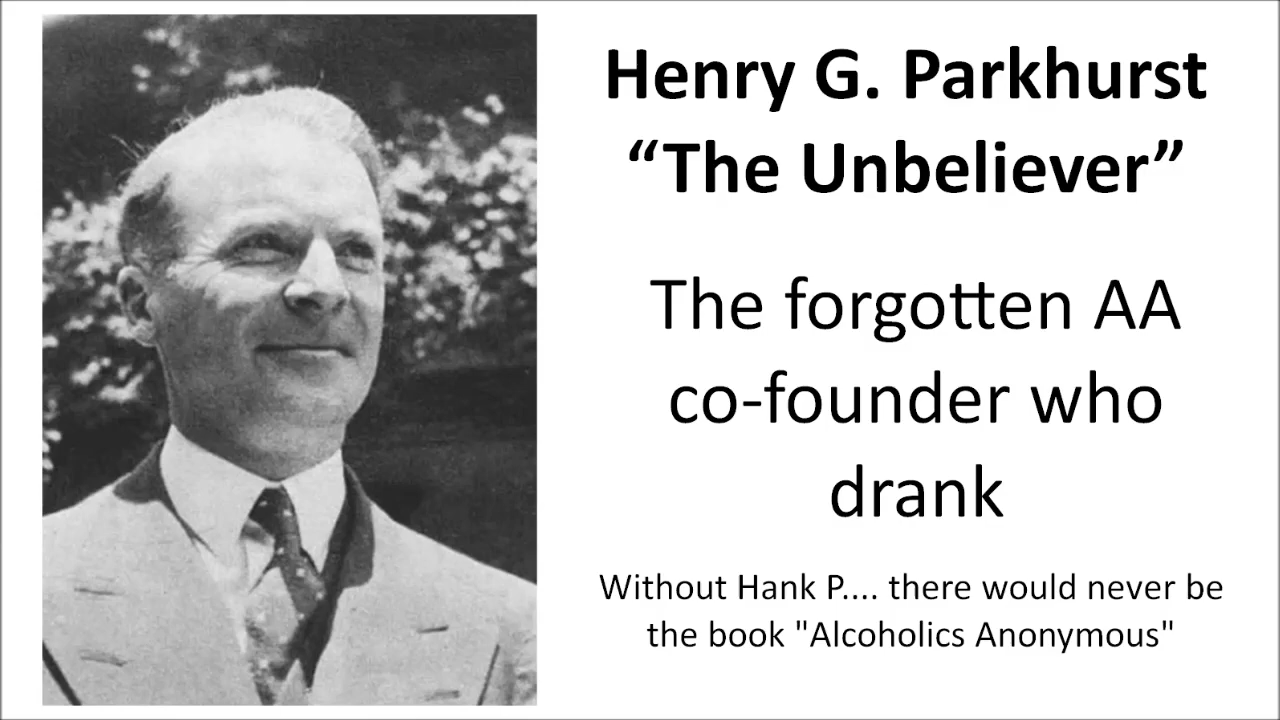 Henry G. Parkhurst
“The Unbeliever”
The forgotten AA
co-founder who
drank
Without Hank P.... there would never be
the book "Alcoholics Anonymous"